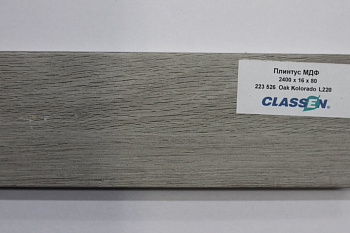 Плинтус МДФ
2400 x 16 x 80
223 526 Oak Kolorado L220
CLASSEN